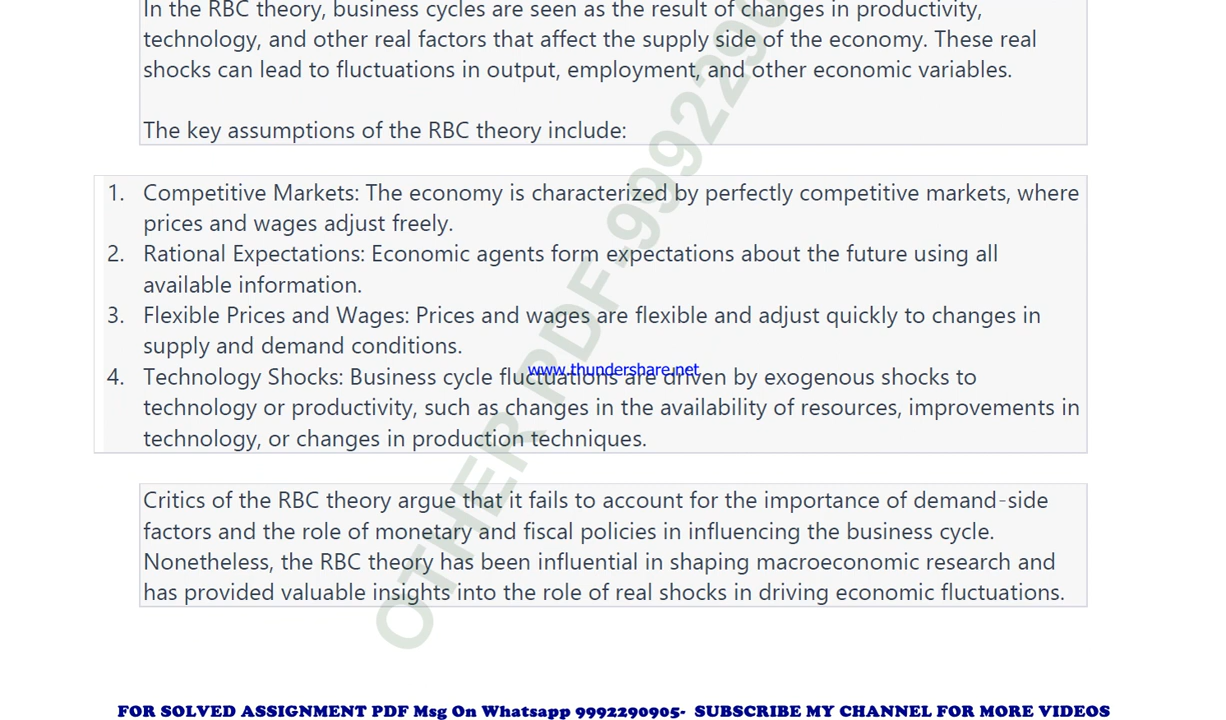 In the RBC theory, business cycles are seen as the result of changes in productivity,
technology, and other real factors that affect the supply side of the economy. These real
shocks can lead to fluctuations in output, employment, and other economic variables.
The key assumptions of the RBC theory include:
1. Competitive Markets: The economy is characterized by perfectly competitive markets, where
prices and wages adjust freely.
2. Rational Expectations: Economic agents form expectations about the future using all
available information.
3. Flexible Prices and Wages: Prices and wages are flexible and adjust quickly to changes in
supply and demand conditions.
www.thundershare.net
4. Technology Shocks: Business cycle fluctuations are driven by exogenous shocks to
technology or productivity, such as changes in the availability of resources, improvements in
technology, or changes in production techniques.
Critics of the RBC theory argue that it fails to account for the importance of demand-side
factors and the role of monetary and fiscal policies in influencing the business cycle.
Nonetheless, the RBC theory has been influential in shaping macroeconomic research and
has provided valuable insights into the role of real shocks in driving economic fluctuations.
OTHER PDF-999229
FOR SOLVED ASSIGNMENT PDF Msg On Whatsapp 9992290905- SUBSCRIBE MY CHANNEL FOR MORE VIDEOS